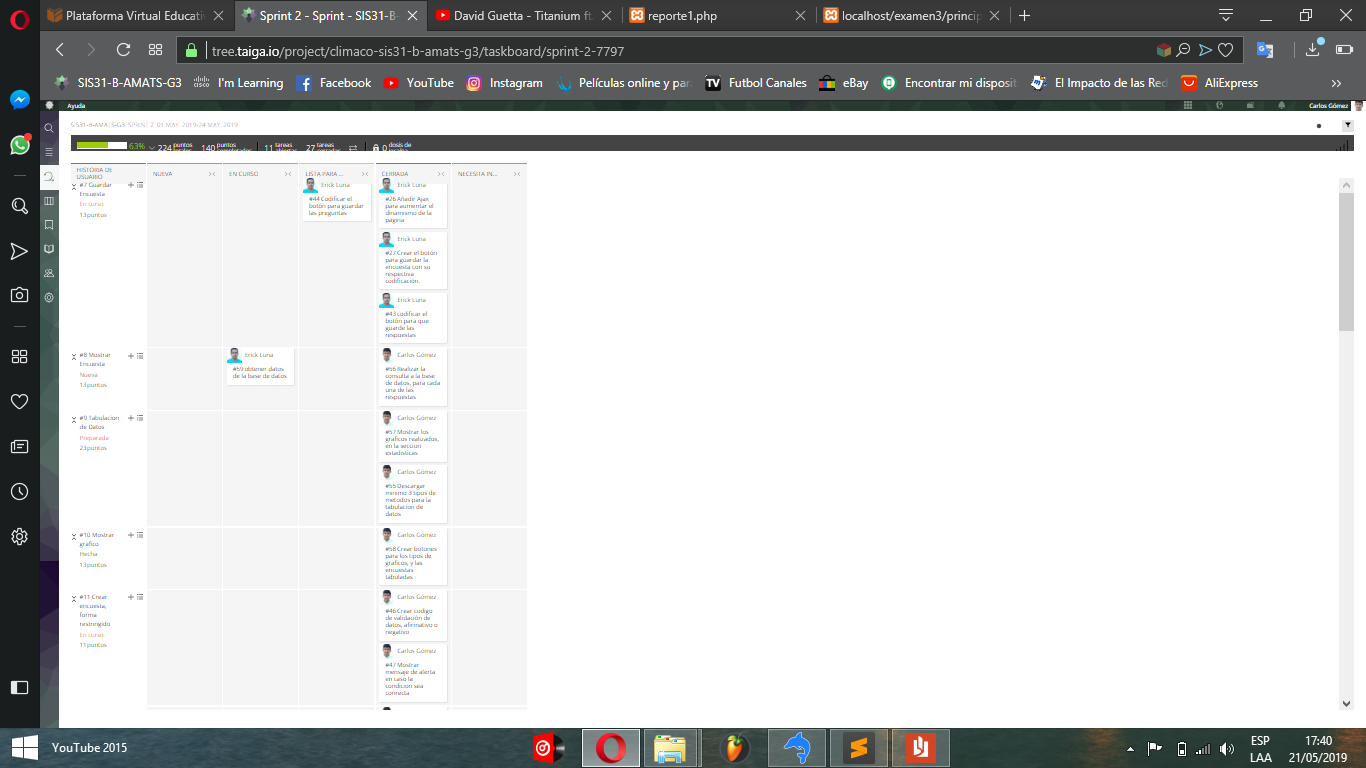 Plataforma Virtual Educativ
Sprint 2 - Sprint - SIS31-B-
David Guetta - Titanium ft.
reporte1.php
localhost/examen3/princip
tree.taiga.io/project/climaco-sis31-b-amats-g3/taskboard/sprint-2-7797
SIS31-B-AMATS-G3
I'm Learning
Facebook
YouTube
Instagram
Películas online y par
Futbol Canales
eBay
Encontrar mi disposit
El Impacto de las Red
AliExpress
Ayuda
Carlos Gómez
SIS31-B-AMATS-G3 SPRINT 2 01 MAY. 2019-24 MAY. 2019
63%
224 puntos
140 puntos
11 tareas
27 tareas
0 dosis de
HISTORIA DE USUARIO
NUEVA
EN CURSO
LISTA PARA ...
CERRADA
NECESITA IN...
#7 Guardar
Encuesta
En curso
13 puntos
Erick Luna
#44 Codificar el
botón para guardar
las preguntas
Erick Luna
#26 Añadir Ajax
para aumentar el
dinamismo de la
pagina
Erick Luna
#27 Crear el botón
para guardar la
encuesta con su
respectiva
codificación.
Erick Luna
#43 codificar el
botón para que
guarde las
respuestas
#8 Mostrar
Encuesta
Nueva
13 puntos
Erick Luna
#59 obtener datos
de la base de datos
Carlos Gómez
#56 Realizar la
consulta a la base
de datos, para cada
una de las
respuestas
#9 Tabulacion
de Datos
Preparada
23 puntos
Carlos Gómez
#57 Mostrar los
graficos realizados,
en la seccion
estadisticas
Carlos Gómez
#55 Descargar
minimo 3 tipos de
metodos para la
tabulacion de
datos
#10 Mostrar
grafico
Hecha
13 puntos
Carlos Gómez
#58 Crear botones
para los tipos de
graficos, y las
encuestas
tabuladas
#11 Crear
encuesta,
forma
restringido
En curso
11 puntos
Carlos Gómez
#46 Crear codigo
de validación de
datos, afirmativo o
negativo
Carlos Gómez
#47 Mostrar
mensaje de alerta
en caso la
condicion sea
correcta
YouTube 2015
ESP
LAA
17:40
21/05/2019